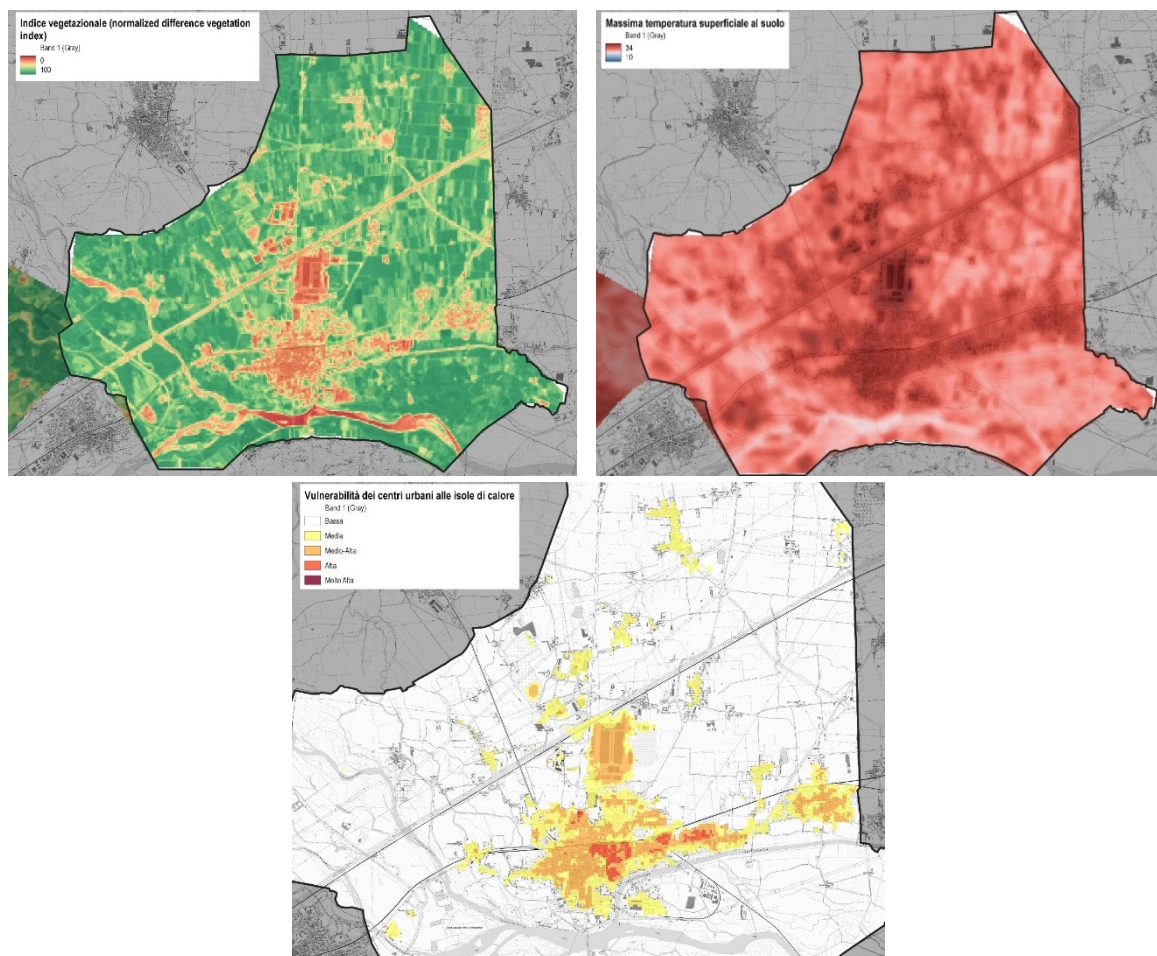 Indice vegetazionale (normalized difference vegetation
index)
Band 1 (Gray)
0
100
Massima temperatura superficiale al suolo
Band 1 (Gray)
34
10
Vulnerabilità dei centri urbani alle isole di calore
Band 1 (Gray)
Bassa
Media
Medio-Alta
Alta
Molto Alta